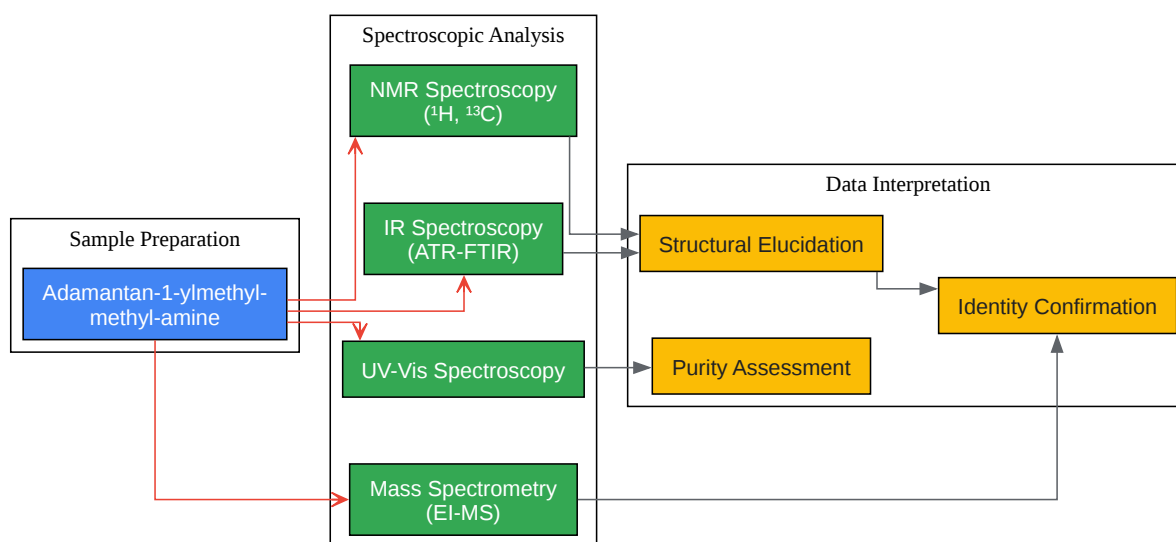 Spectroscopic Analysis
NMR Spectroscopy
(¹H, ¹³C)
IR Spectroscopy
(ATR-FTIR)
UV-Vis Spectroscopy
Mass Spectrometry
(EI-MS)
Sample Preparation
Adamantan-1-ylmethyl-
methyl-amine
Data Interpretation
Structural Elucidation
Identity Confirmation
Purity Assessment